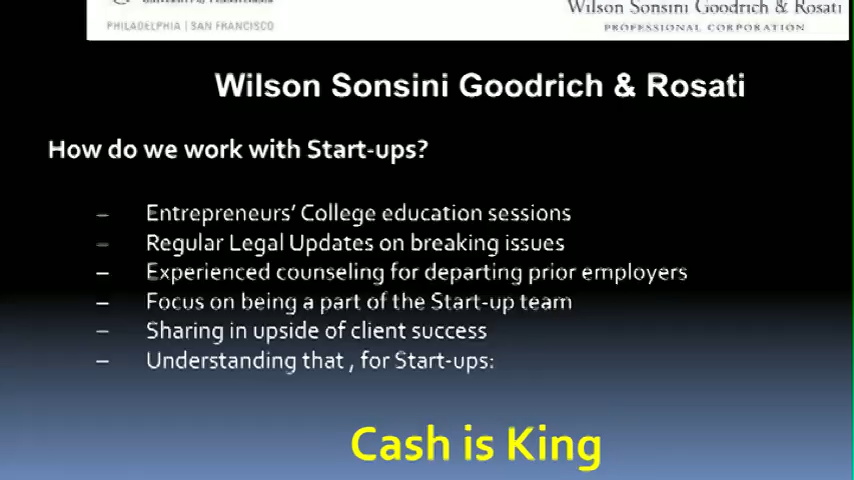 Wilson Sonsini Goodrich & Rosati
PHILADELPHIA | SAN FRANCISCO
PROFESSIONAL CORPORATION
Wilson Sonsini Goodrich & Rosati
How do we work with Start-ups?
– Entrepreneurs' College education sessions
– Regular Legal Updates on breaking issues
– Experienced counseling for departing prior employers
– Focus on being a part of the Start-up team
– Sharing in upside of client success
– Understanding that , for Start-ups:
Cash is King